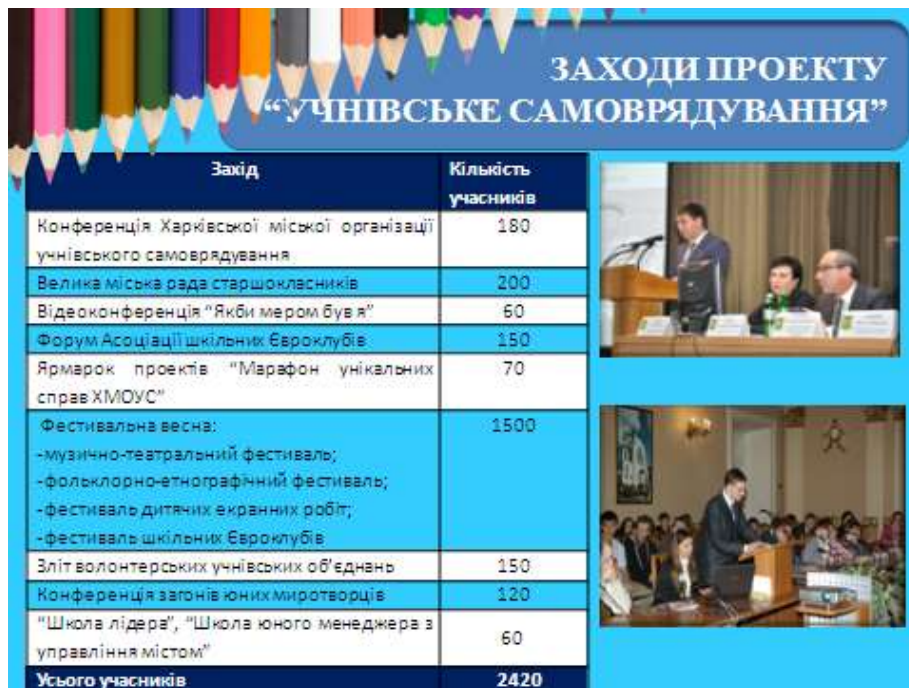 ЗАХОДИ ПРОЕКТУ
“УЧНІВСЬКЕ САМОВРЯДУВАННЯ”
Захід Кількість
учасників
Конференція Харківської міської організації 180
учнівського самоврядування
Велика міська рада старшокласників 200
Відеоконференція “Якби мером був я” 60
Форум Асоціації шкільних Євроклубів 150
Ярмарок проектів “Марафон унікальних 70
справ ХМОУС”
Фестивальна весна: 1500
-музично-театральний фестиваль;
-фольклорно-етнографічний фестиваль;
-фестиваль дитячих екранних робіт;
-фестиваль шкільних Євроклубів
Зліт волонтерських учнівських об’єднань 150
Конференція загонів юних миротворців 120
“Школа лідера”, “Школа юного менеджера з 60
управління містом”
Усього учасників 2420